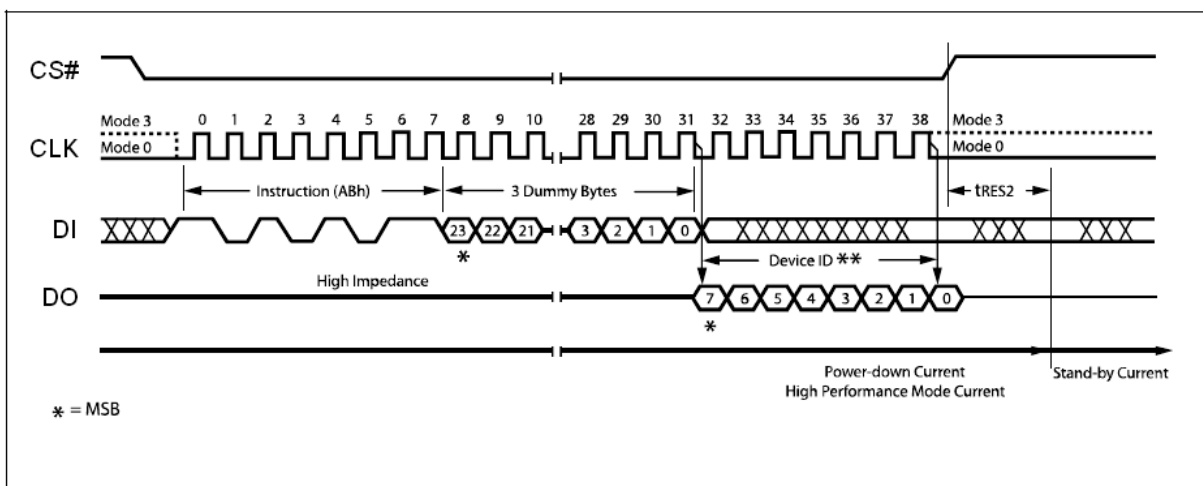 CS#
Mode 3 0 1 2 3 4 5 6 7 8 9 10 28 29 30 31 32 33 34 35 36 37 38 Mode 3
CLK Mode 0 Mode 0
Instruction (ABh) 3 Dummy Bytes tRES2
DI 23 22 21 3 2 1 0
* Device ID **
High Impedance
DO 7 6 5 4 3 2 1 0
*
Power-down Current Stand-by Current
High Performance Mode Current
* = MSB